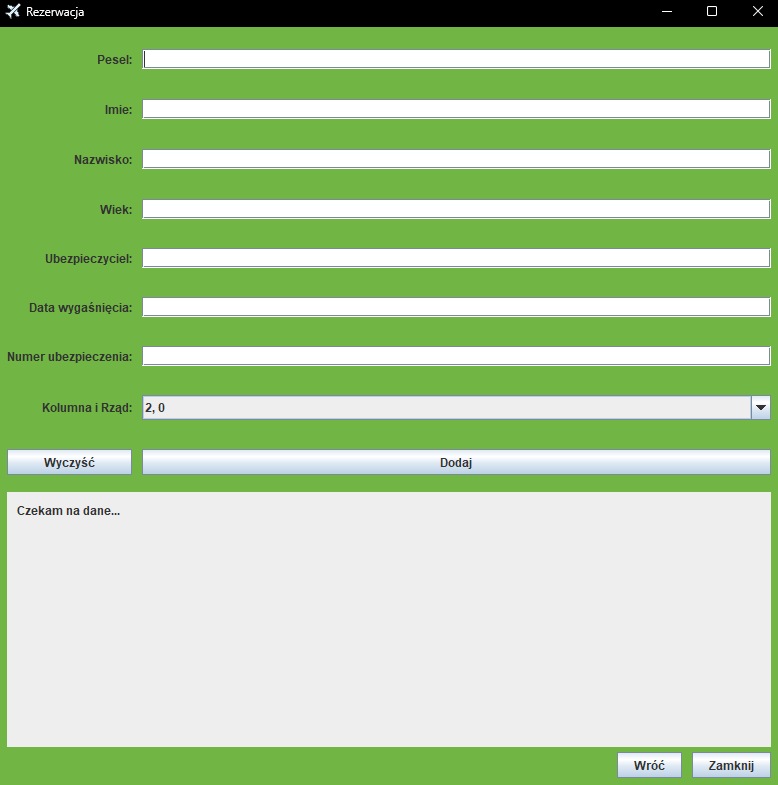 Rezerwacja
Pesel:
Imie:
Nazwisko:
Wiek:
Ubezpieczyciel:
Data wygaśnięcia:
Numer ubezpieczenia:
Kolumna i Rząd: 2, 0
Wyczyść Dodaj
Czekam na dane...
Wróć Zamknij